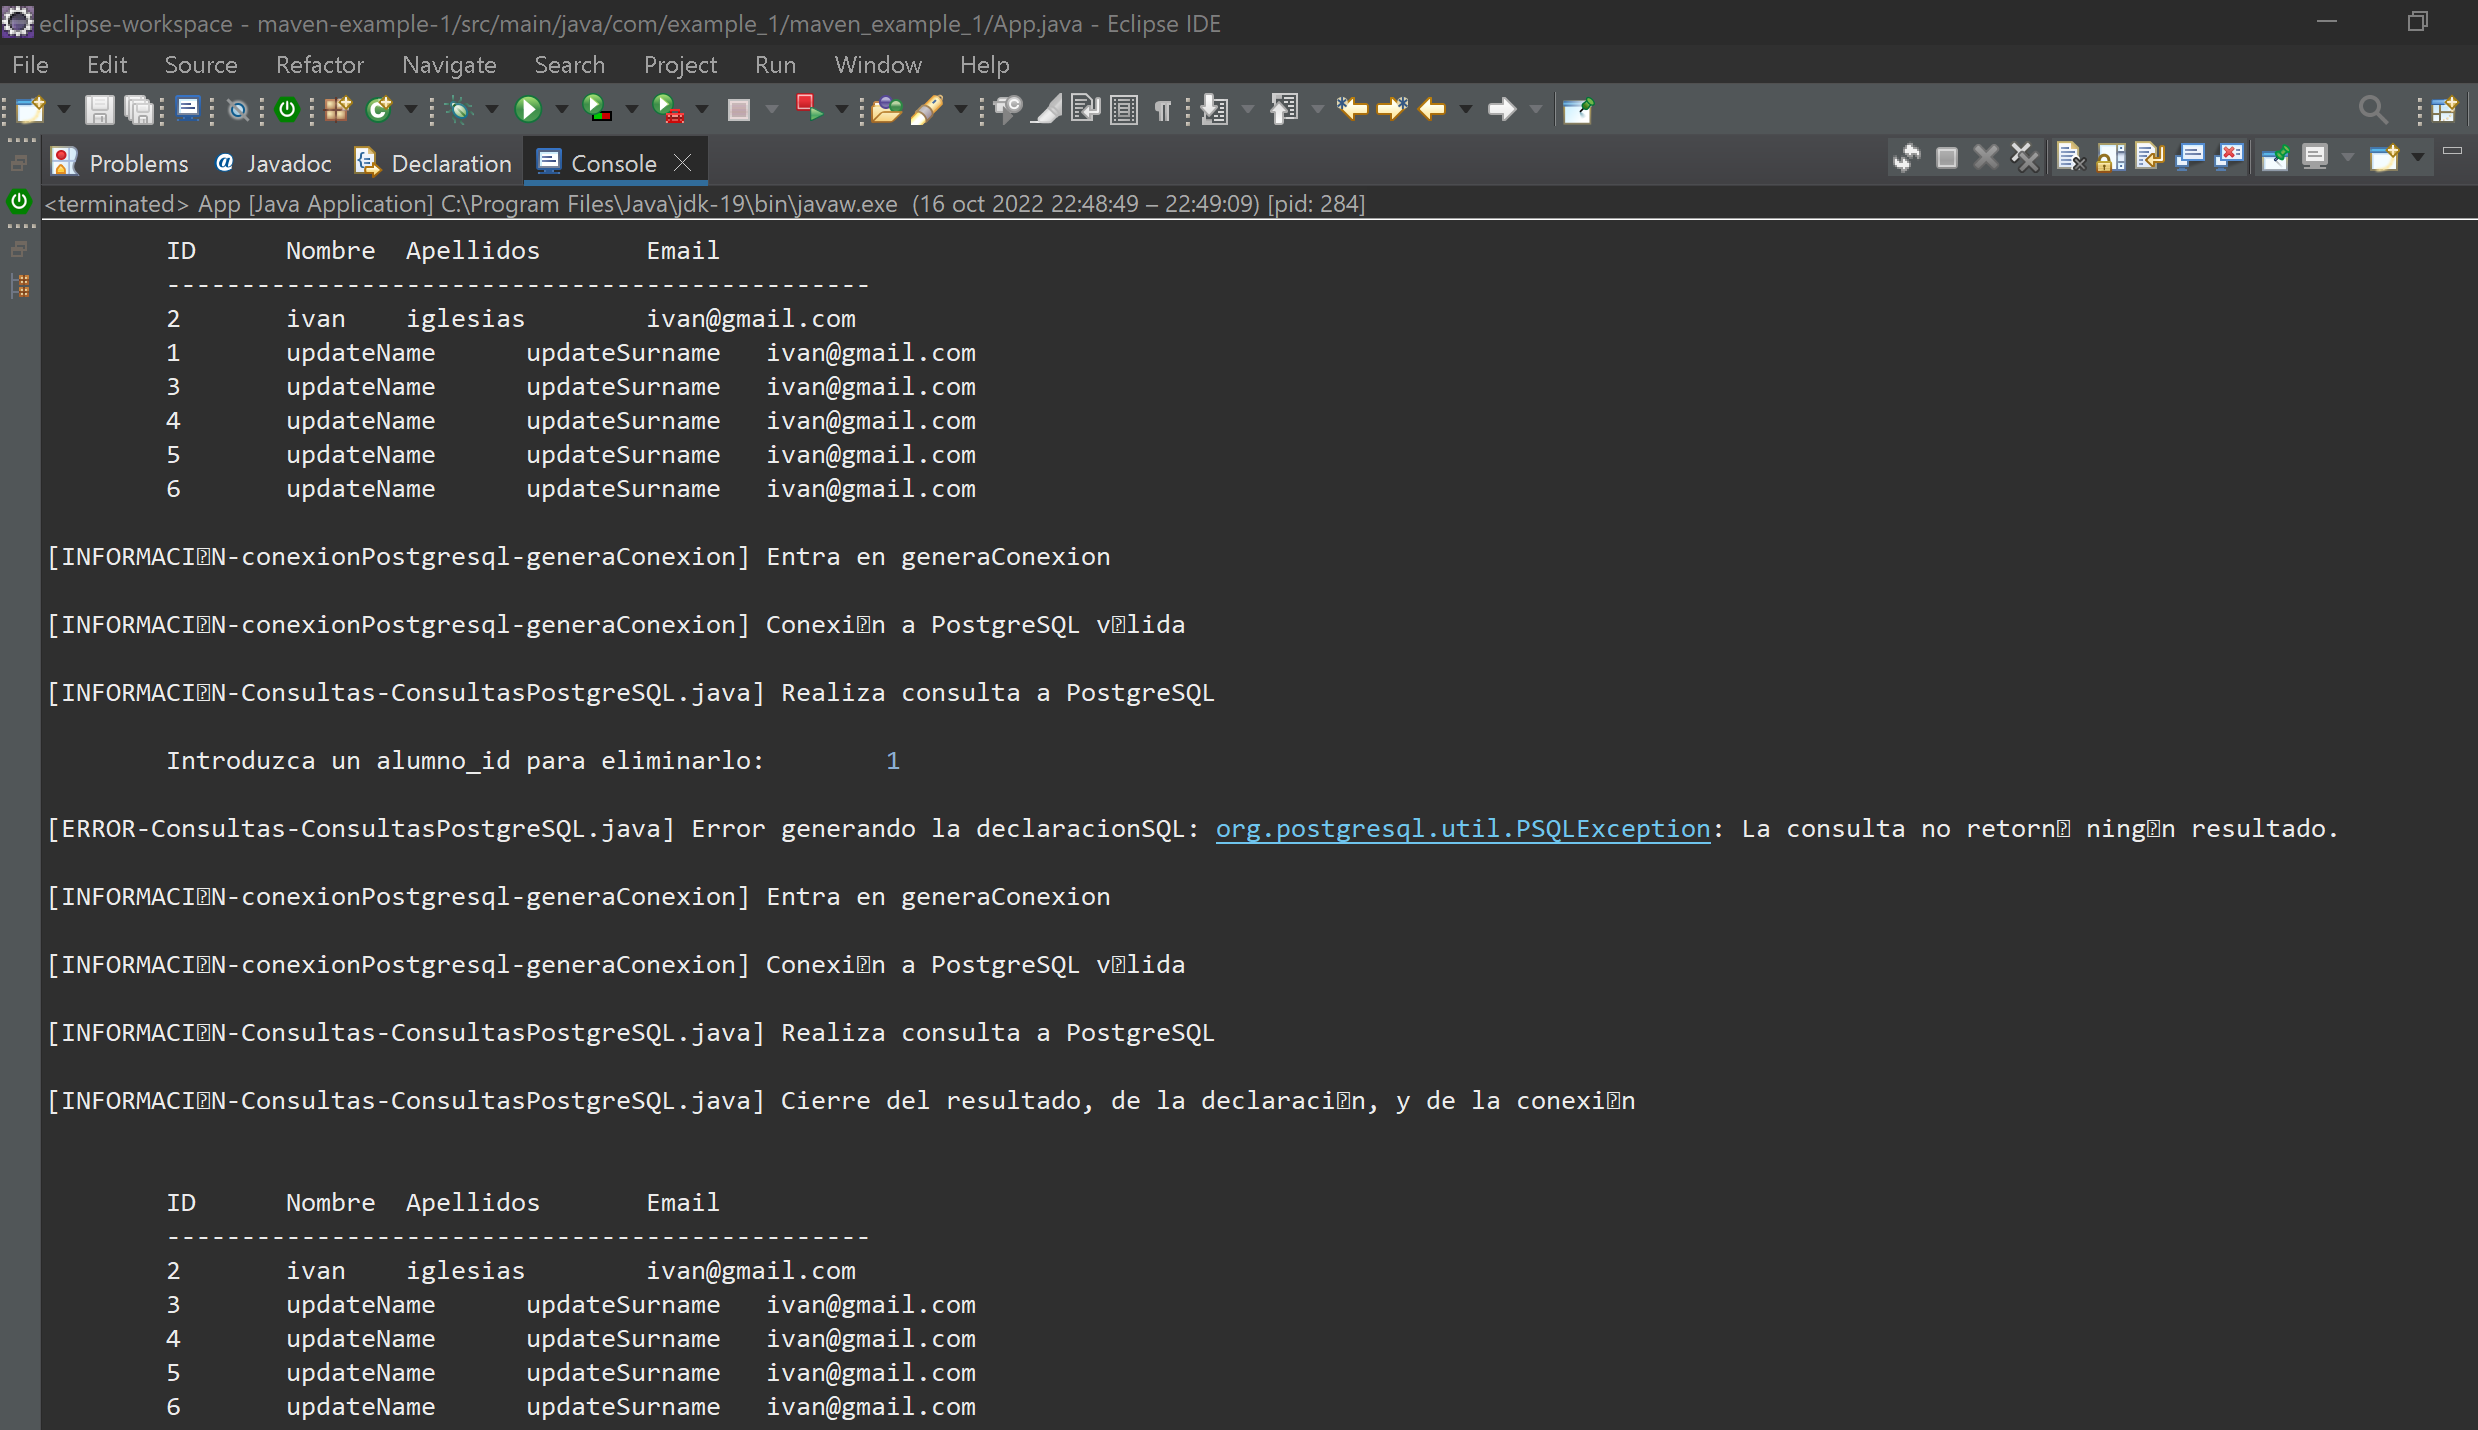 eclipse-workspace - maven-example-1/src/main/java/com/example_1/maven_example_1/App.java - Eclipse IDE
File Edit Source Refactor Navigate Search Project Run Window Help
Problems @ Javadoc Declaration Console
<terminated> App [Java Application] C:\Program Files\Java\jdk-19\bin\javaw.exe (16 oct 2022 22:48:49 – 22:49:09) [pid: 284]
ID Nombre Apellidos Email
-----------------------------------------------
2 ivan iglesias ivan@gmail.com
1 updateName updateSurname ivan@gmail.com
3 updateName updateSurname ivan@gmail.com
4 updateName updateSurname ivan@gmail.com
5 updateName updateSurname ivan@gmail.com
6 updateName updateSurname ivan@gmail.com
[INFORMACI�N-conexionPostgresql-generaConexion] Entra en generaConexion
[INFORMACI�N-conexionPostgresql-generaConexion] Conexi�n a PostgreSQL v�lida
[INFORMACI�N-Consultas-ConsultasPostgreSQL.java] Realiza consulta a PostgreSQL
Introduzca un alumno_id para eliminarlo: 1
[ERROR-Consultas-ConsultasPostgreSQL.java] Error generando la declaracionSQL: org.postgresql.util.PSQLException: La consulta no retorn� ning�n resultado.
[INFORMACI�N-conexionPostgresql-generaConexion] Entra en generaConexion
[INFORMACI�N-conexionPostgresql-generaConexion] Conexi�n a PostgreSQL v�lida
[INFORMACI�N-Consultas-ConsultasPostgreSQL.java] Realiza consulta a PostgreSQL
[INFORMACI�N-Consultas-ConsultasPostgreSQL.java] Cierre del resultado, de la declaraci�n, y de la conexi�n
ID Nombre Apellidos Email
-----------------------------------------------
2 ivan iglesias ivan@gmail.com
3 updateName updateSurname ivan@gmail.com
4 updateName updateSurname ivan@gmail.com
5 updateName updateSurname ivan@gmail.com
6 updateName updateSurname ivan@gmail.com